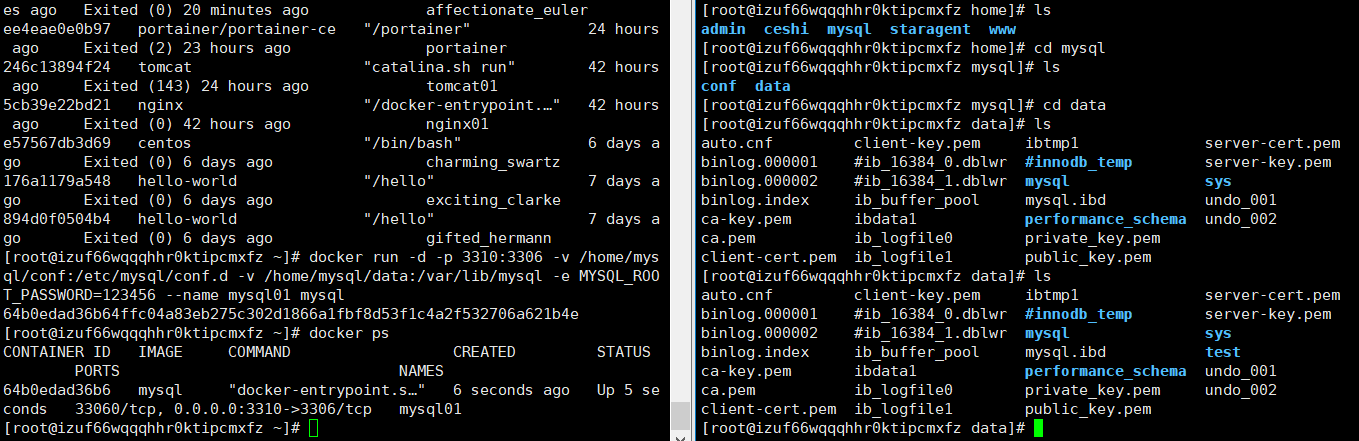 es ago   Exited (0) 20 minutes ago             affectionate_euler
ee4eae0e0b97   portainer/portainer-ce   "/portainer"             24 hours
 ago     Exited (2) 23 hours ago               portainer
246c13894f24   tomcat                   "catalina.sh run"        42 hours
 ago     Exited (143) 24 hours ago             tomcat01
5cb39e22bd21   nginx                    "/docker-entrypoint.…"   42 hours
 ago     Exited (0) 42 hours ago               nginx01
e57567db3d69   centos                   "/bin/bash"              6 days a
go       Exited (0) 6 days ago                 charming_swartz
176a1179a548   hello-world              "/hello"                 7 days a
go       Exited (0) 6 days ago                 exciting_clarke
894d0f0504b4   hello-world              "/hello"                 7 days a
go       Exited (0) 6 days ago                 gifted_hermann
[root@izuf66wqqqhhr0ktipcmxfz ~]# docker run -d -p 3310:3306 -v /home/mys
ql/conf:/etc/mysql/conf.d -v /home/mysql/data:/var/lib/mysql -e MYSQL_ROO
T_PASSWORD=123456 --name mysql01 mysql
64b0edad36b64ffc04a83eb275c302d1866a1fbf8d53f1c4a2f532706a621b4e
[root@izuf66wqqqhhr0ktipcmxfz ~]# docker ps
CONTAINER ID   IMAGE     COMMAND                  CREATED         STATUS
        PORTS                               NAMES
64b0edad36b6   mysql     "docker-entrypoint.s…"   6 seconds ago   Up 5 se
conds   33060/tcp, 0.0.0.0:3310->3306/tcp   mysql01
[root@izuf66wqqqhhr0ktipcmxfz ~]#
[root@izuf66wqqqhhr0ktipcmxfz home]# ls
admin  ceshi  mysql  staragent  www
[root@izuf66wqqqhhr0ktipcmxfz home]# cd mysql
[root@izuf66wqqqhhr0ktipcmxfz mysql]# ls
conf  data
[root@izuf66wqqqhhr0ktipcmxfz mysql]# cd data
[root@izuf66wqqqhhr0ktipcmxfz data]# ls
auto.cnf         client-key.pem     ibtmp1              server-cert.pem
binlog.000001    #ib_16384_0.dblwr  #innodb_temp        server-key.pem
binlog.000002    #ib_16384_1.dblwr  mysql               sys
binlog.index     ib_buffer_pool     mysql.ibd           undo_001
ca-key.pem       ibdata1            performance_schema  undo_002
ca.pem           ib_logfile0        private_key.pem
client-cert.pem  ib_logfile1        public_key.pem
[root@izuf66wqqqhhr0ktipcmxfz data]# ls
auto.cnf         client-key.pem     ibtmp1              server-cert.pem
binlog.000001    #ib_16384_0.dblwr  #innodb_temp        server-key.pem
binlog.000002    #ib_16384_1.dblwr  mysql               sys
binlog.index     ib_buffer_pool     mysql.ibd           test
ca-key.pem       ibdata1            performance_schema  undo_001
ca.pem           ib_logfile0        private_key.pem     undo_002
client-cert.pem  ib_logfile1        public_key.pem
[root@izuf66wqqqhhr0ktipcmxfz data]#